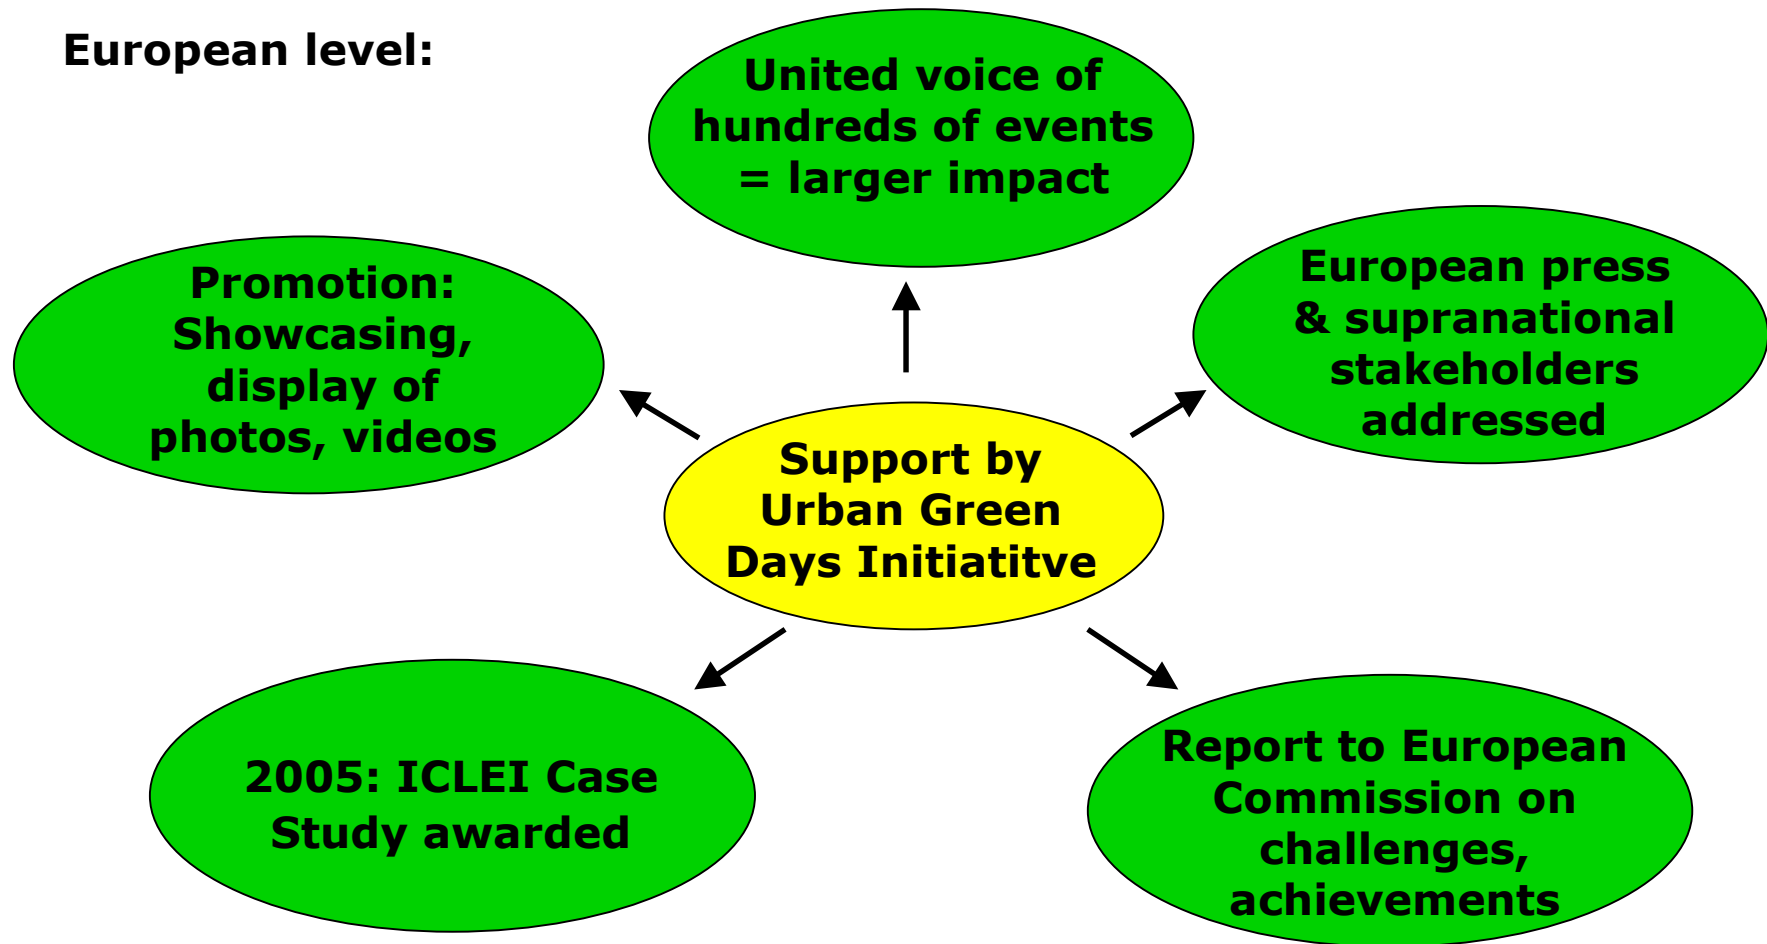 European level:
United voice of
hundreds of events
= larger impact
Promotion:
Showcasing,
display of
photos, videos
European press
& supranational
stakeholders
addressed
Support by
Urban Green
Days Initiatitve
2005: ICLEI Case
Study awarded
Report to European
Commission on
challenges,
achievements